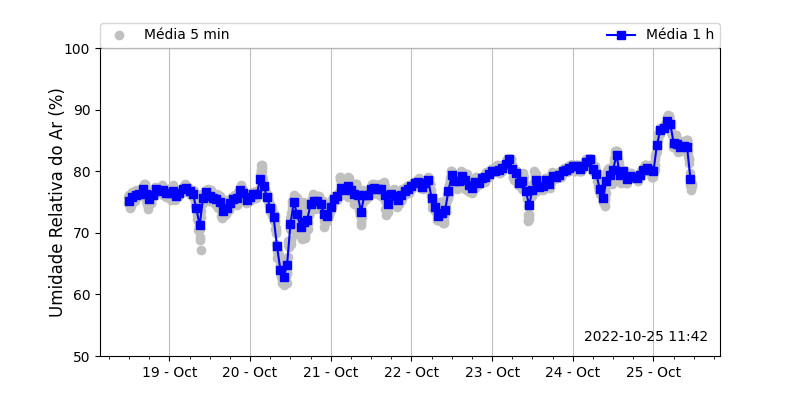 Média 5 min
Média 1 h
Umidade Relativa do Ar (%)
100
90
80
70
60
50
2022-10-25 11:42
19 - Oct
20 - Oct
21 - Oct
22 - Oct
23 - Oct
24 - Oct
25 - Oct